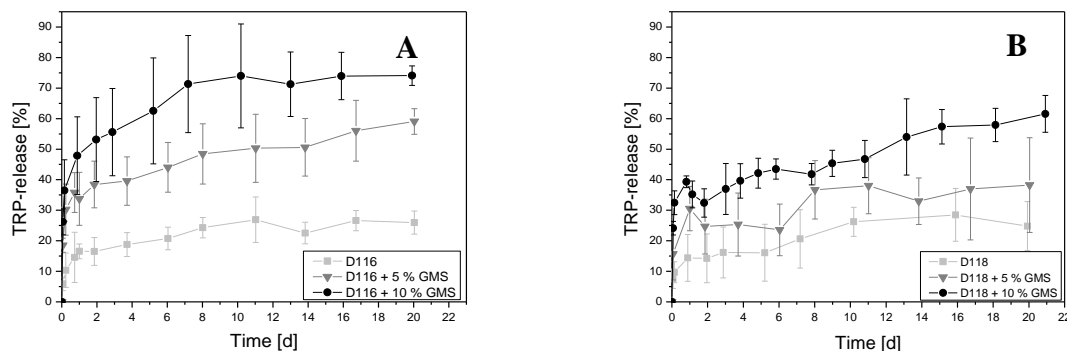 A
TRP-release [%]
90
80
70
60
50
40
30
20
10
0
0 2 4 6 8 10 12 14 16 18 20 22
Time [d]
D116
D116 + 5 % GMS
D116 + 10 % GMS
B
TRP-release [%]
90
80
70
60
50
40
30
20
10
0
0 2 4 6 8 10 12 14 16 18 20 22
Time [d]
D118
D118 + 5 % GMS
D118 + 10 % GMS